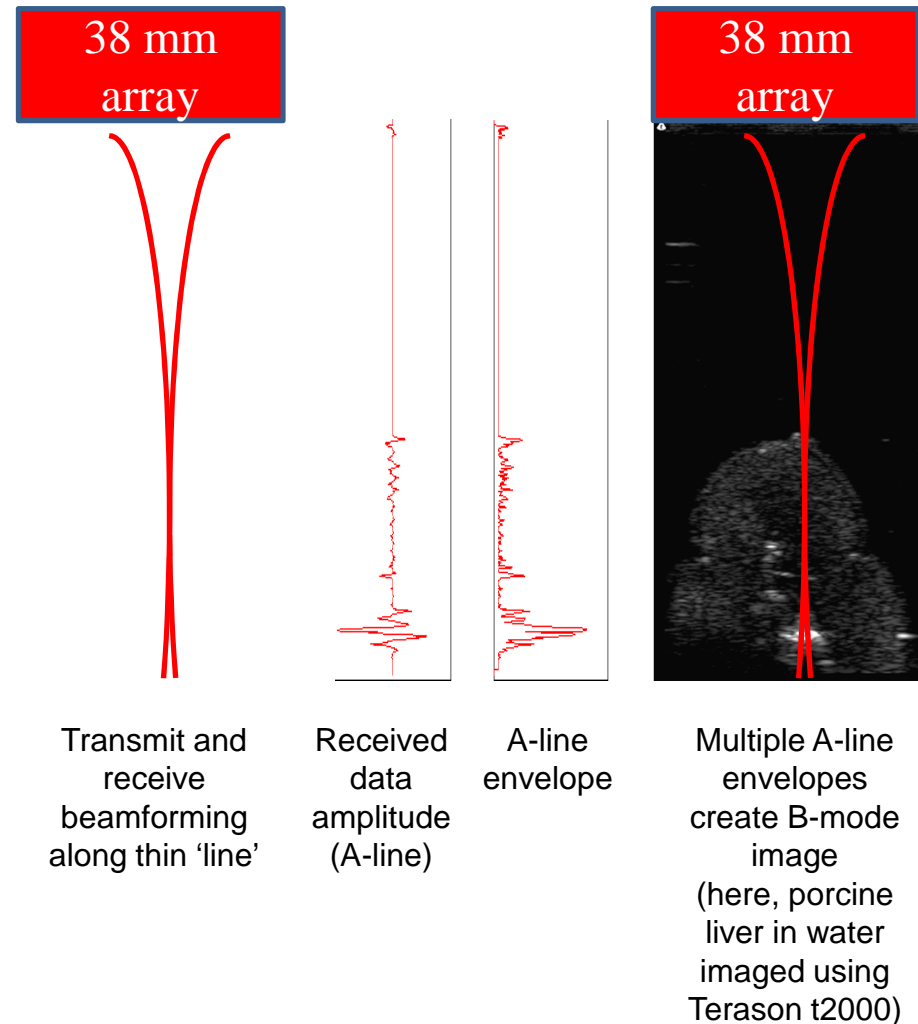 38 mm
array
38 mm
array
Transmit and
receive
beamforming
along thin ‘line’
Received
data
amplitude
(A-line)
A-line
envelope
Multiple A-line
envelopes
create B-mode
image
(here, porcine
liver in water
imaged using
Terason t2000)